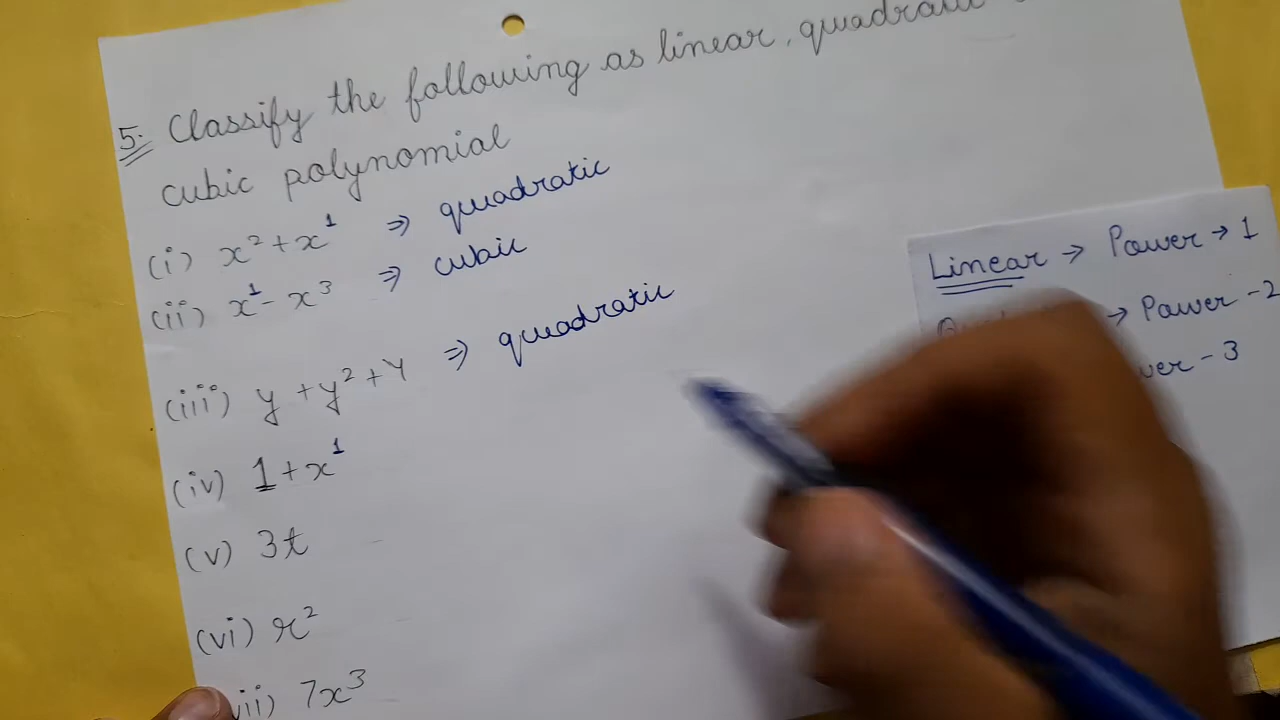 5. Classify the following as linear, quadratic
cubic polynomial
(i) x² + x¹ ⇒ quadratic
(ii) x¹ - x³ ⇒ cubic
(iii) y + y² + 4 ⇒ quadratic
(iv) 1 + x¹
(v) 3t
(vi) r²
vii) 7x³
Linear → Power → 1
→ Power - 2
wer - 3